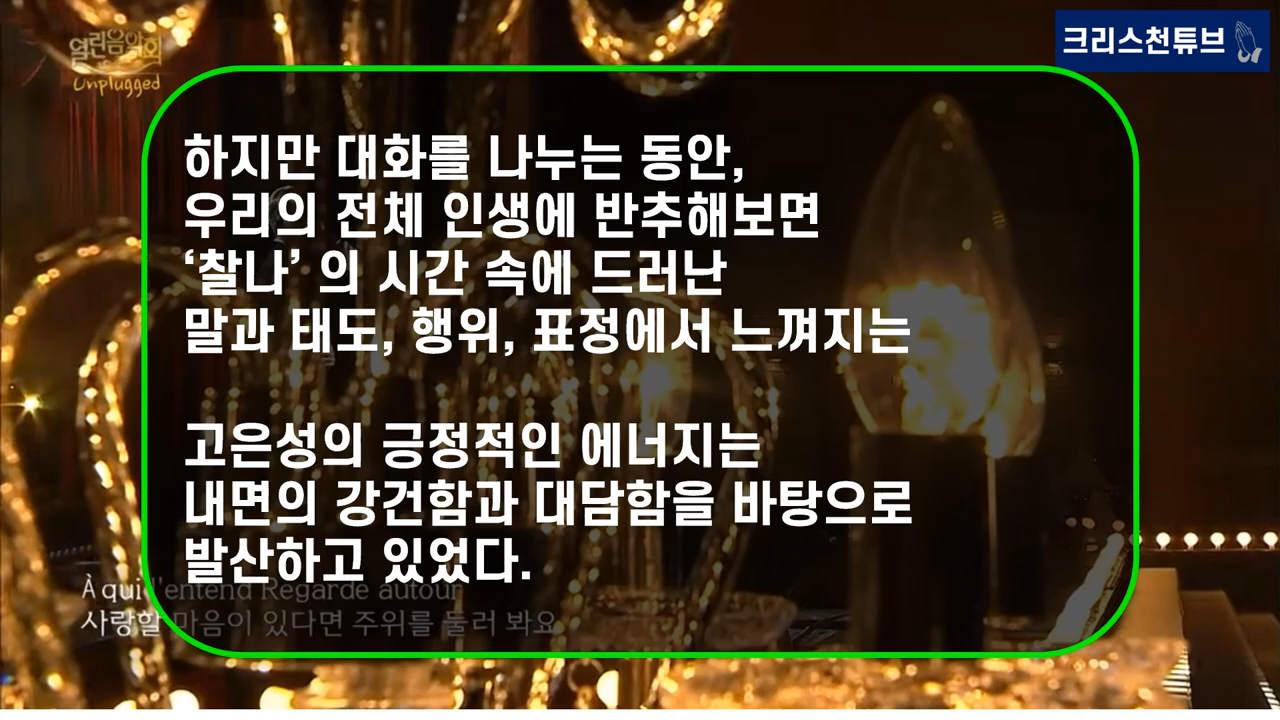 열린음악회
Unplugged
크리스천튜브
하지만 대화를 나누는 동안,
우리의 전체 인생에 반추해보면
‘찰나’ 의 시간 속에 드러난
말과 태도, 행위, 표정에서 느껴지는
고은성의 긍정적인 에너지는
내면의 강건함과 대담함을 바탕으로
발산하고 있었다.
À qui d'entend Regarde autour
사랑할 마음이 있다면 주위를 둘러 봐요